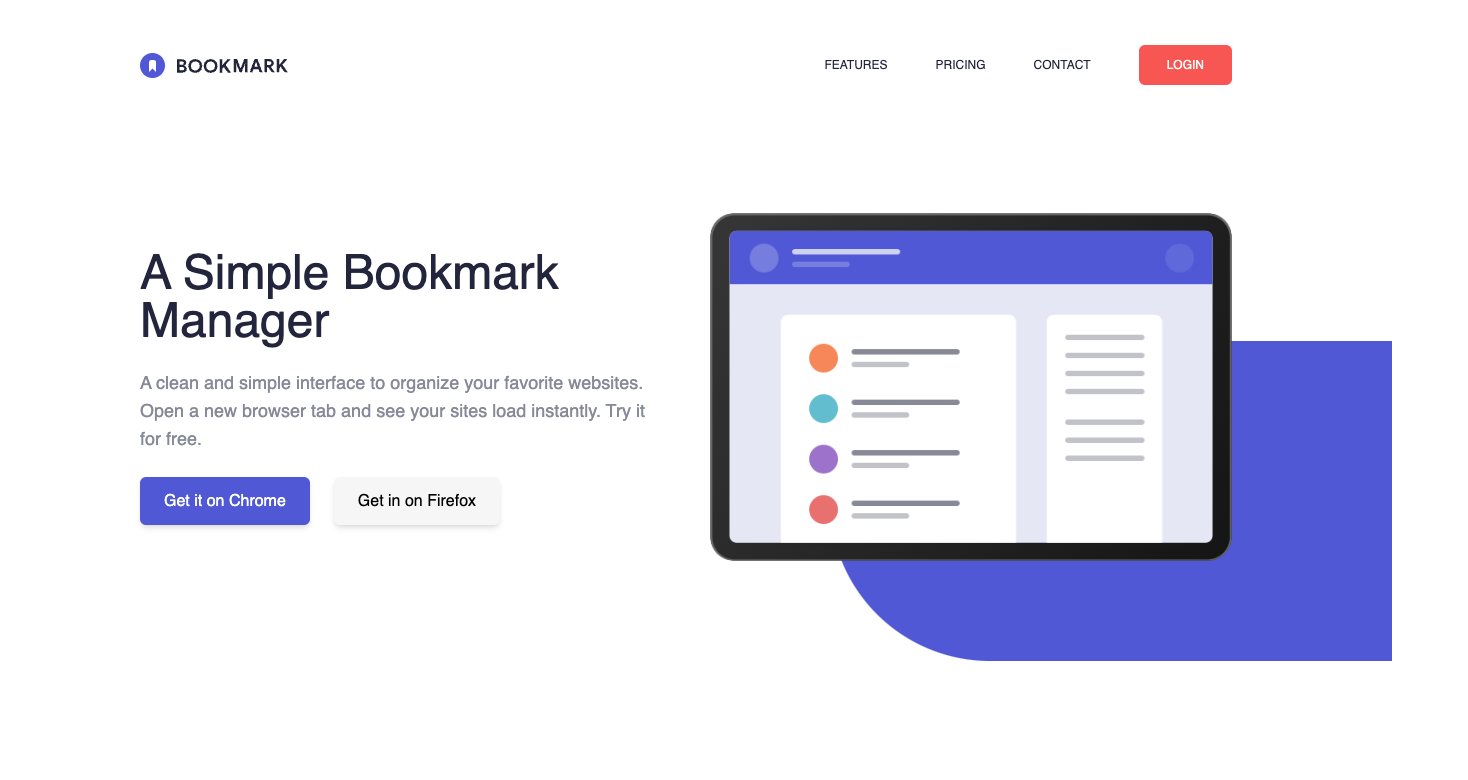 BOOKMARK
FEATURES
PRICING
CONTACT
LOGIN
A Simple Bookmark
Manager
A clean and simple interface to organize your favorite websites.
Open a new browser tab and see your sites load instantly. Try it
for free.
Get it on Chrome
Get in on Firefox